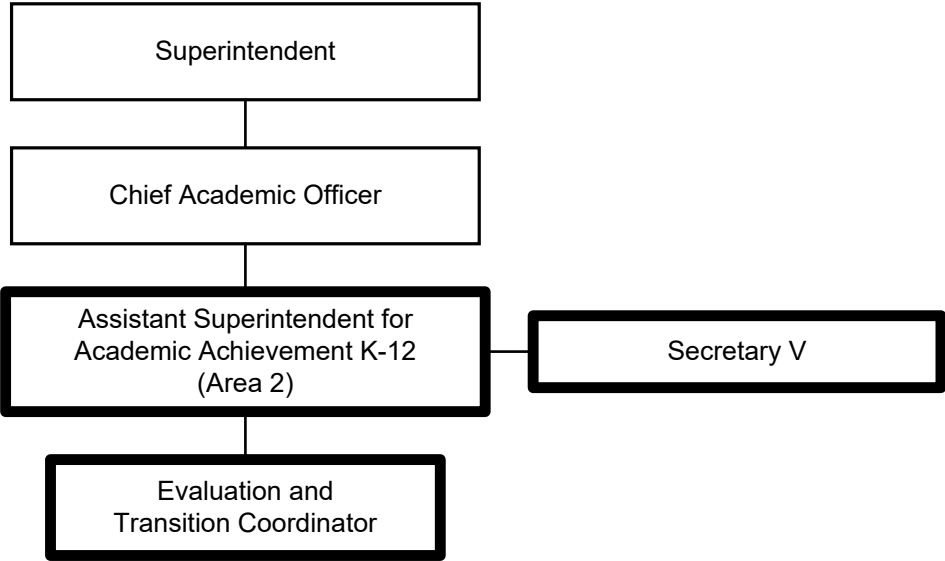 Superintendent
Chief Academic Officer
Assistant Superintendent for
Academic Achievement K-12
(Area 2)
Secretary V
Evaluation and
Transition Coordinator